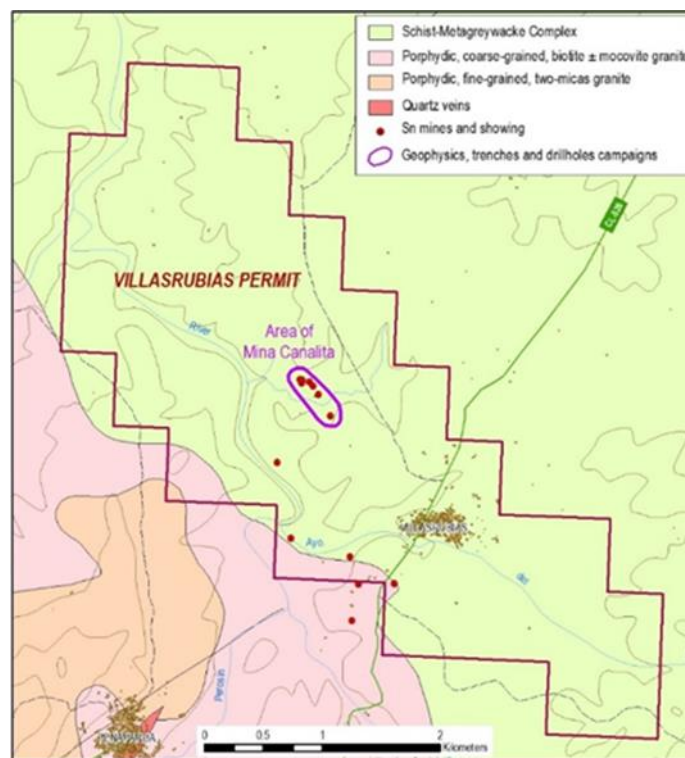 Schist-Metagreywacke Complex
Porphydic, coarse-grained, biotite ± mocovite granite
Porphydic, fine-grained, two-micas granite
Quartz veins
Sn mines and showing
Geophysics, trenches and drillholes campaigns
VILLASRUBIAS PERMIT
River
Area of
Mina Canalita
VILLASRUBIAS
Ayo.
del
Perosin
0 0.5 1 2
Kilometers